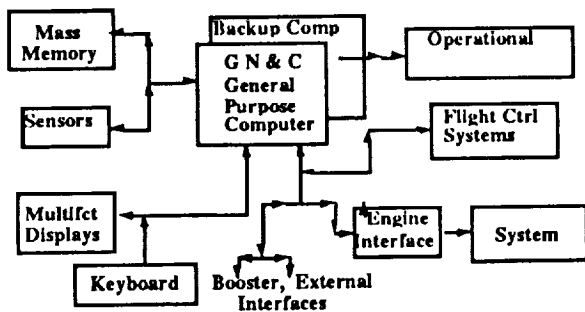 Mass
Memory
Backup Comp
G N & C
General
Purpose
Computer
Operational
Sensors
Flight Ctrl
Systems
Multifct
Displays
Engine
Interface
System
Keyboard
Booster, External
Interfaces